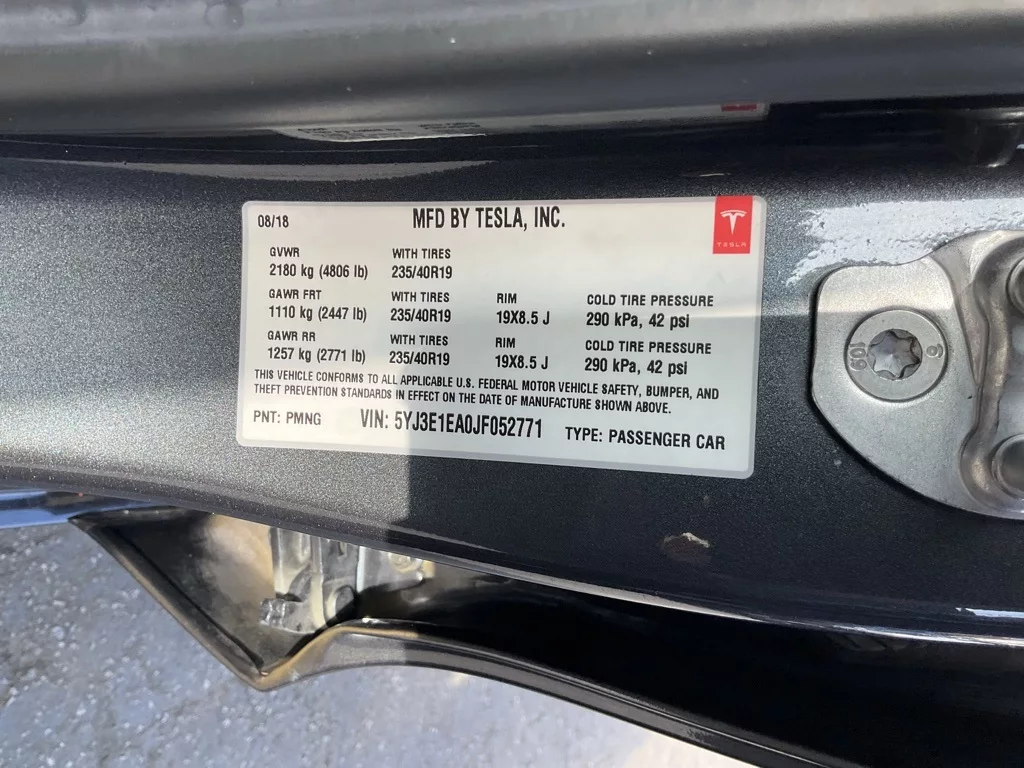 08/18 MFD BY TESLA, INC.
TESLA
GVWR WITH TIRES
2180 kg (4806 lb) 235/40R19
GAWR FRT WITH TIRES RIM COLD TIRE PRESSURE
1110 kg (2447 lb) 235/40R19 19X8.5 J 290 kPa, 42 psi
GAWR RR WITH TIRES RIM COLD TIRE PRESSURE
1257 kg (2771 lb) 235/40R19 19X8.5 J 290 kPa, 42 psi
THIS VEHICLE CONFORMS TO ALL APPLICABLE U.S. FEDERAL MOTOR VEHICLE SAFETY, BUMPER, AND
THEFT PREVENTION STANDARDS IN EFFECT ON THE DATE OF MANUFACTURE SHOWN ABOVE.
PNT: PMNG VIN: 5YJ3E1EA0JF052771 TYPE: PASSENGER CAR
109